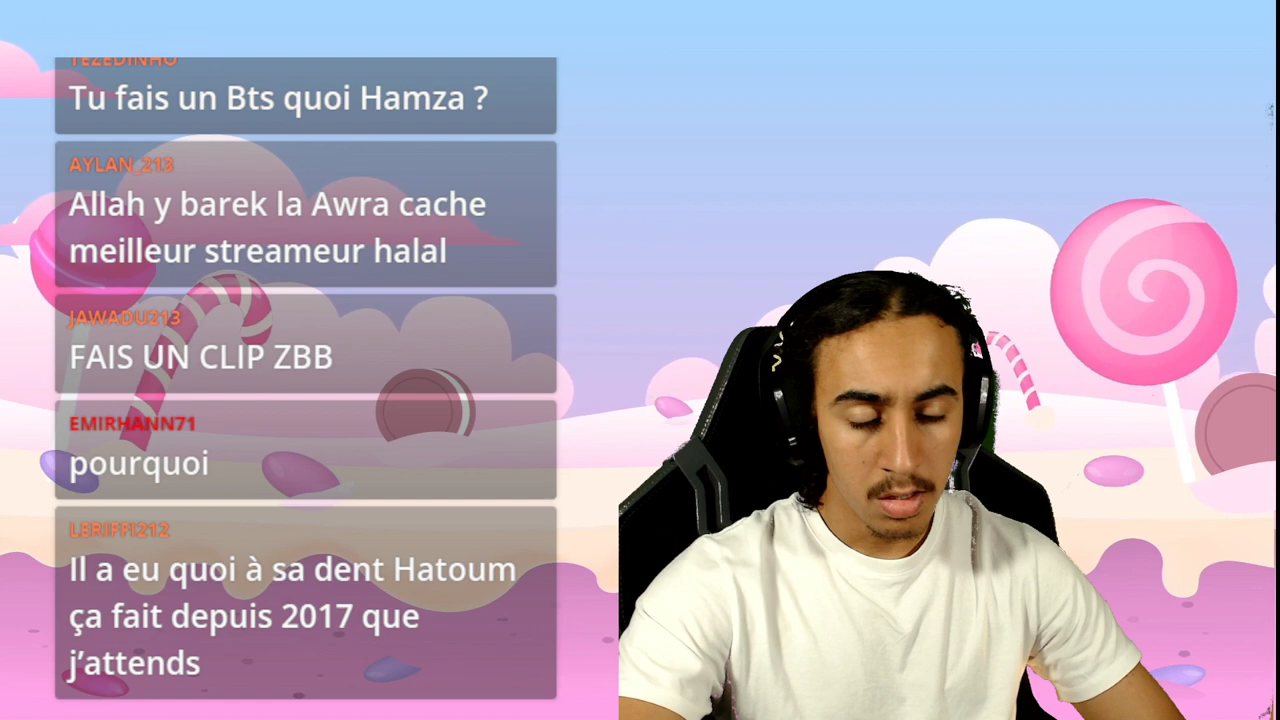 TEZEDINHO
Tu fais un Bts quoi Hamza ?
AYLAN_213
Allah y barek la Awra cache
meilleur streameur halal
JAWADU213
FAIS UN CLIP ZBB
EMIRHANN71
pourquoi
LERIFFI212
Il a eu quoi à sa dent Hatoum
ça fait depuis 2017 que
j’attends